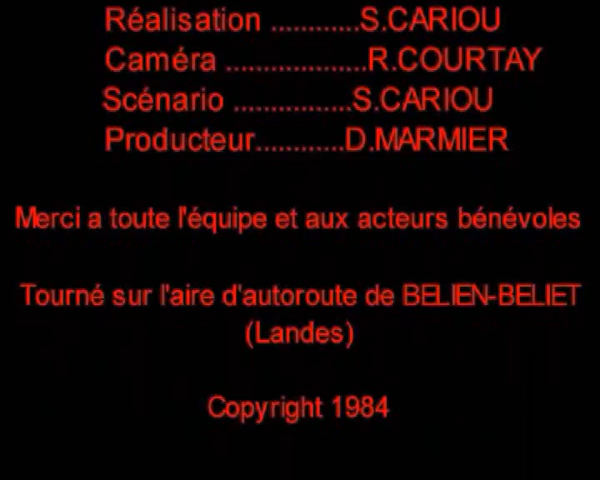 Réalisation ............S.CARIOU
Caméra ...................R.COURTAY
Scénario ................S.CARIOU
Producteur............D.MARMIER
Merci a toute l'équipe et aux acteurs bénévoles
Tourné sur l'aire d'autoroute de BELIEN-BELIET
(Landes)
Copyright 1984